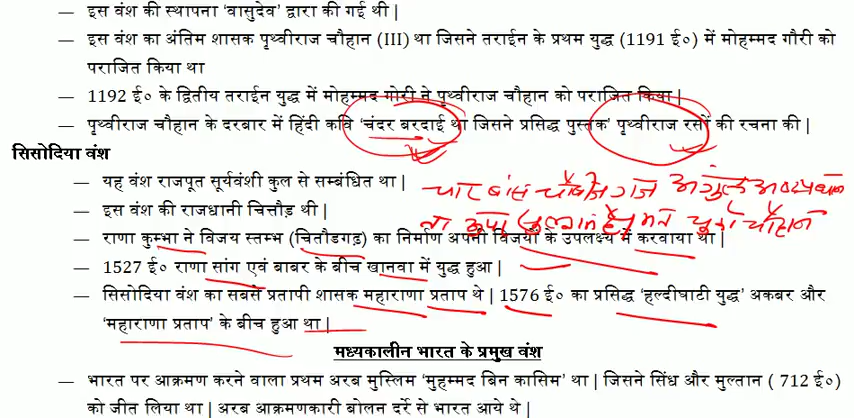 — इस वंश की स्थापना 'वासुदेव' द्वारा की गई थी |
— इस वंश का अंतिम शासक पृथ्वीराज चौहान (III) था जिसने तराईन के प्रथम युद्ध (1191 ई०) में मोहम्मद गौरी को
पराजित किया था
— 1192 ई० के द्वितीय तराईन युद्ध में मोहम्मद गोरी ने पृथ्वीराज चौहान को पराजित किया |
— पृथ्वीराज चौहान के दरबार में हिंदी कवि 'चंदर बरदाई' था जिसने प्रसिद्ध पुस्तक' पृथ्वीराज रसो की रचना की |
सिसोदिया वंश
— यह वंश राजपूत सूर्यवंशी कुल से सम्बंधित था |
चार बांस चौबीस गज
— इस वंश की राजधानी चित्तौड़ थी |
चौहान
— राणा कुम्भा ने विजय स्तम्भ (चितौडगढ़) का निर्माण अपनी विजयों के उपलक्ष्य में करवाया था |
— 1527 ई० राणा सांग एवं बाबर के बीच खानवा में युद्ध हुआ |
— सिसोदिया वंश का सबसे प्रतापी शासक महाराणा प्रताप थे | 1576 ई० का प्रसिद्ध 'हल्दीघाटी युद्ध' अकबर और
'महाराणा प्रताप' के बीच हुआ था |
मध्यकालीन भारत के प्रमुख वंश
— भारत पर आक्रमण करने वाला प्रथम अरब मुस्लिम 'मुहम्मद बिन कासिम' था | जिसने सिंध और मुल्तान ( 712 ई०)
को जीत लिया था | अरब आक्रमणकारी बोलन दर्रे से भारत आये थे |